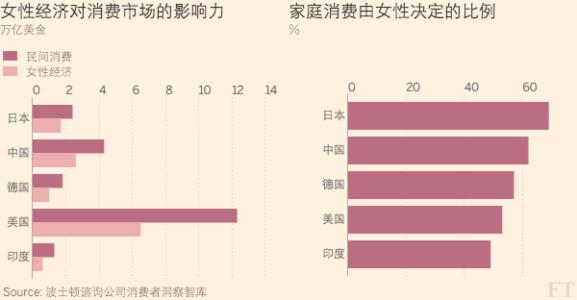 女性经济对消费市场的影响力
万亿美金
民间消费
女性经济
0 2 4 6 8 10 12 14
日本
中国
德国
美国
印度
家庭消费由女性决定的比例
%
0 20 40 60
日本
中国
德国
美国
印度
Source: 波士顿谘询公司消费者洞察智库
FT